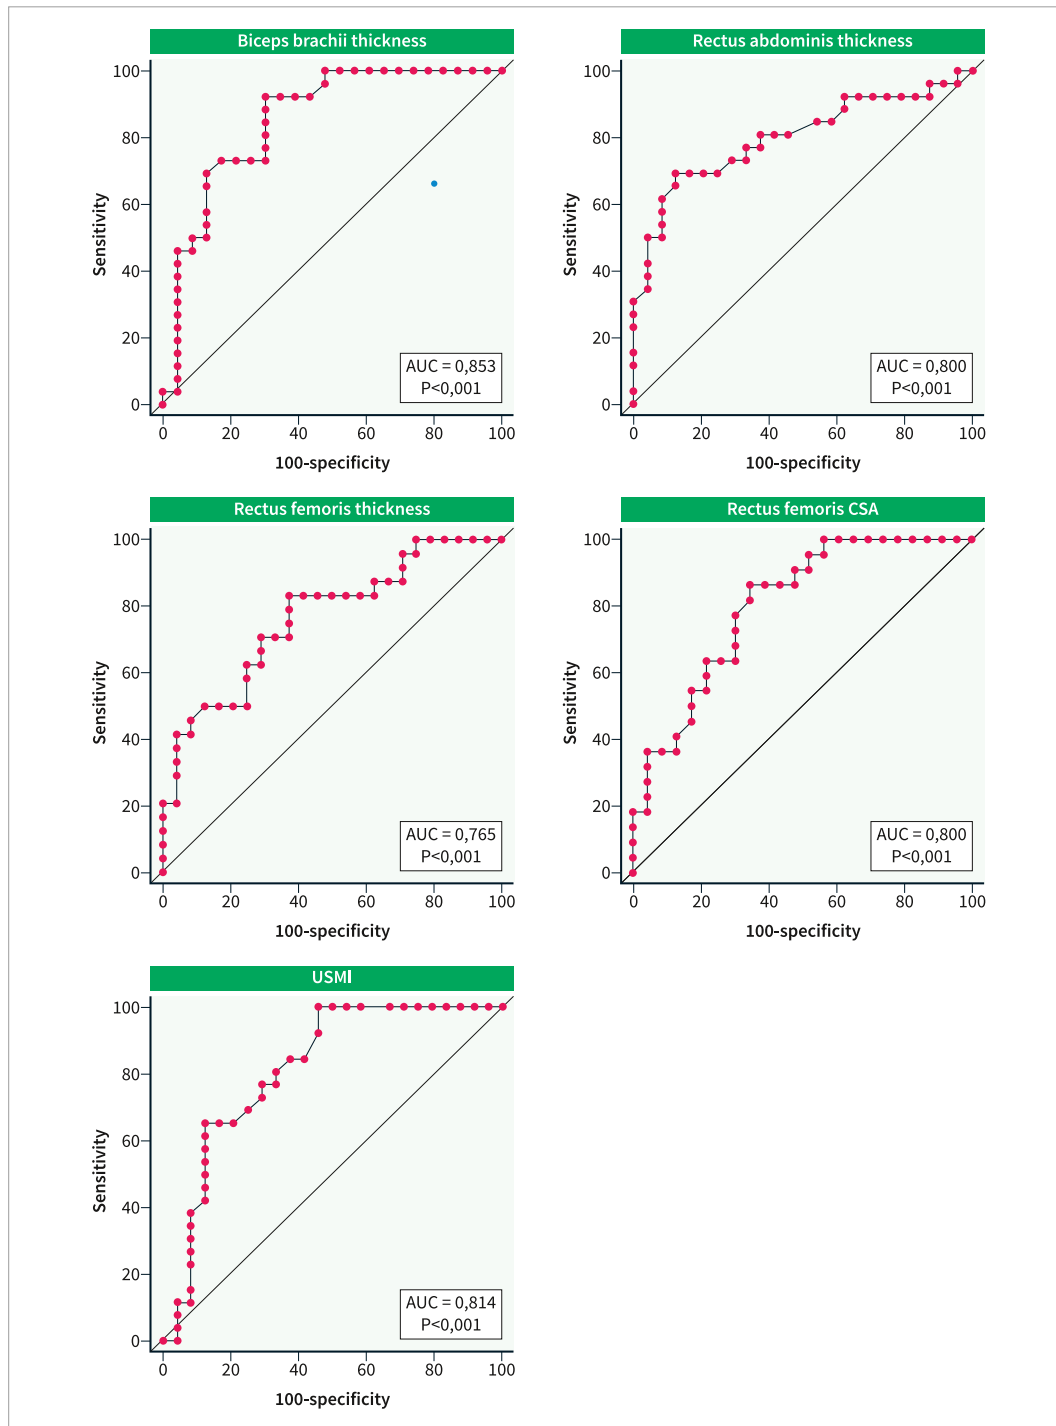 Biceps brachii thickness
100
80
60
40
20
0
Sensitivity
AUC = 0,853
P<0,001
0 20 40 60 80 100
100-specificity
Rectus abdominis thickness
100
80
60
40
20
0
Sensitivity
AUC = 0,800
P<0,001
0 20 40 60 80 100
100-specificity
Rectus femoris thickness
100
80
60
40
20
0
Sensitivity
AUC = 0,765
P<0,001
0 20 40 60 80 100
100-specificity
Rectus femoris CSA
100
80
60
40
20
0
Sensitivity
AUC = 0,800
P<0,001
0 20 40 60 80 100
100-specificity
USMI
100
80
60
40
20
0
Sensitivity
AUC = 0,814
P<0,001
0 20 40 60 80 100
100-specificity